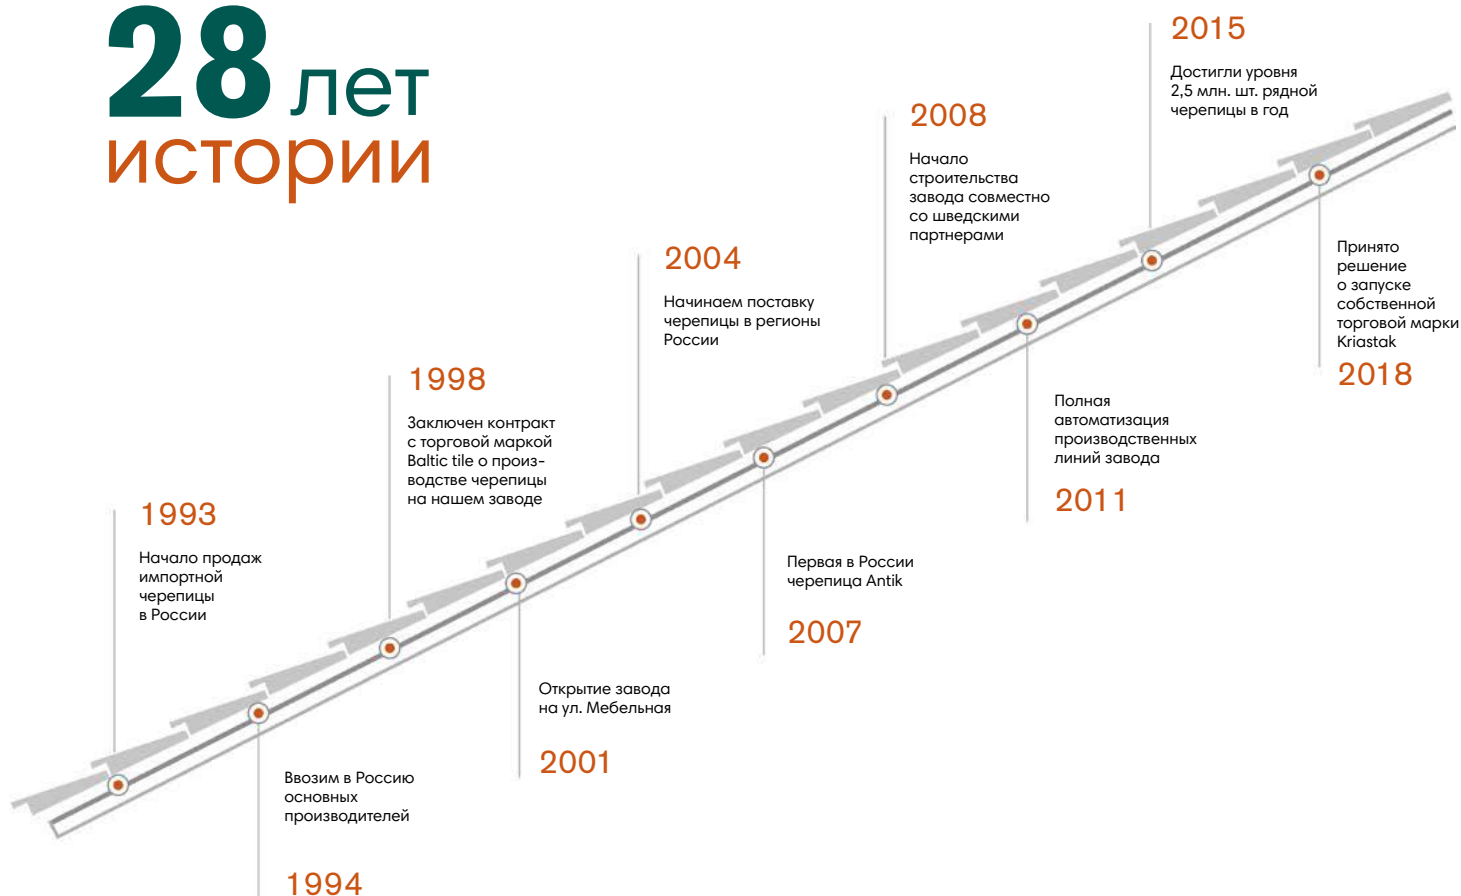 28 лет
истории
1993
Начало продаж
импортной
черепицы
в России
Ввозим в Россию
основных
производителей
1994
1998
Заключен контракт
с торговой маркой
Baltic tile о произ-
водстве черепицы
на нашем заводе
Открытие завода
на ул. Мебельная
2001
2004
Начинаем поставку
черепицы в регионы
России
Первая в России
черепица Antik
2007
2008
Начало
строительства
завода совместно
со шведскими
партнерами
Полная
автоматизация
производственных
линий завода
2011
2015
Достигли уровня
2,5 млн. шт. рядной
черепицы в год
Принято
решение
о запуске
собственной
торговой марки
Kriastak
2018